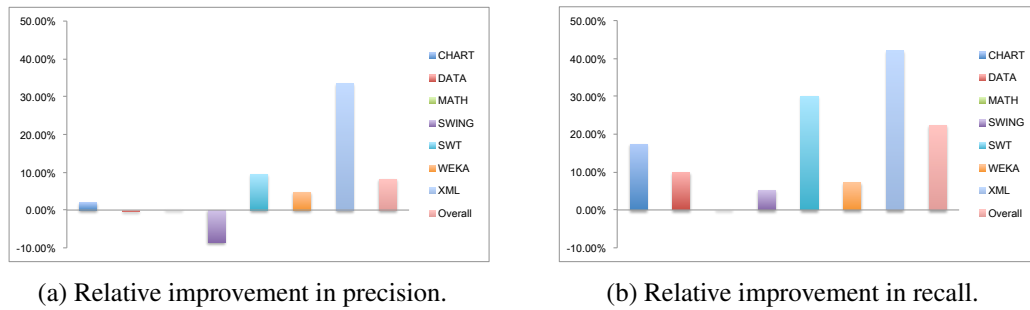 50.00%
40.00%
30.00%
20.00%
10.00%
0.00%
-10.00%
CHART
DATA
MATH
SWING
SWT
WEKA
XML
Overall
(a) Relative improvement in precision.
50.00%
40.00%
30.00%
20.00%
10.00%
0.00%
-10.00%
CHART
DATA
MATH
SWING
SWT
WEKA
XML
Overall
(b) Relative improvement in recall.